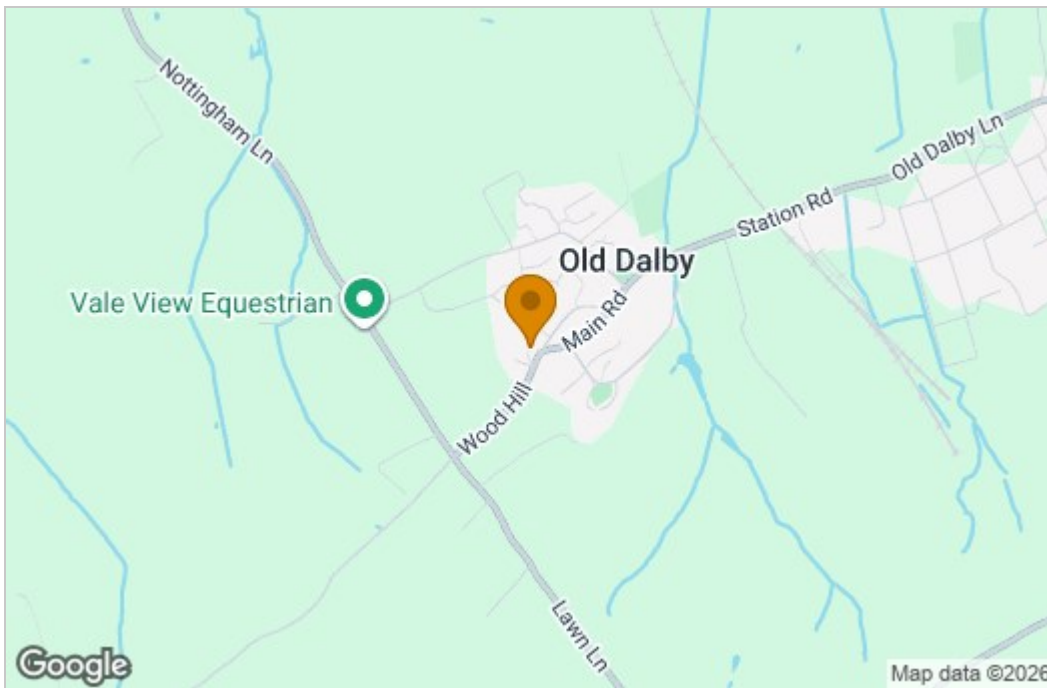 Nottingham Ln
Old Dalby Ln
Station Rd
Old Dalby
Vale View Equestrian
Main Rd
Wood Hill
Lawn Ln
Google
Map data ©2026